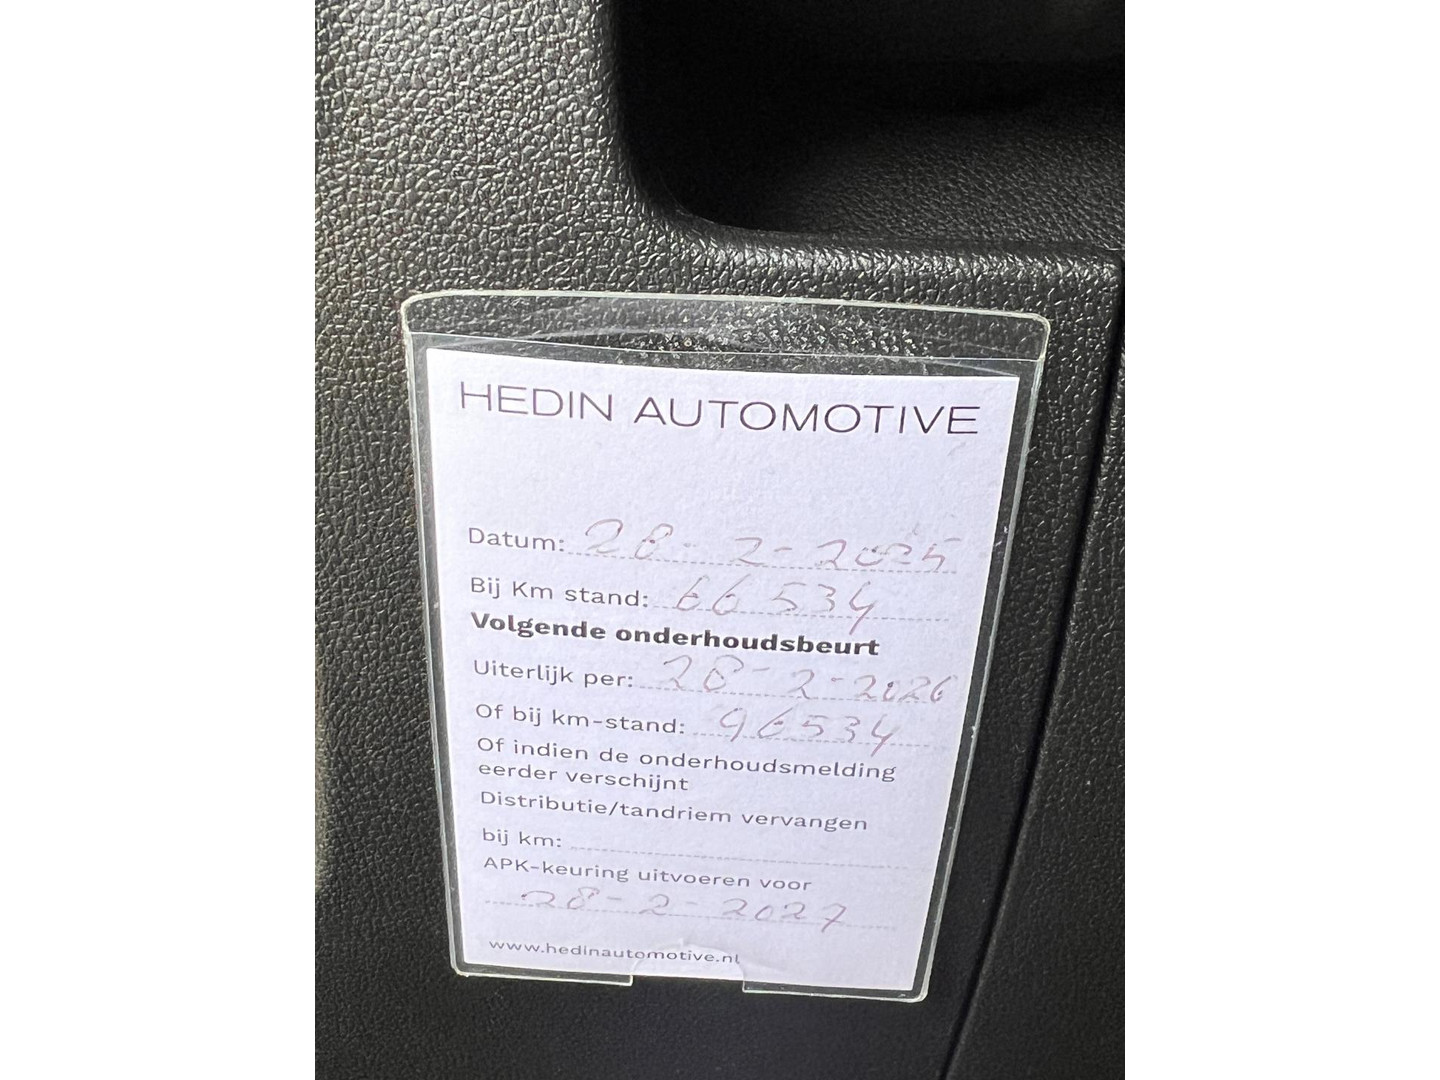 HEDIN AUTOMOTIVE
Datum: 28-2-2025
Bij Km stand: 66534
Volgende onderhoudsbeurt
Uiterlijk per: 28-2-2026
Of bij km-stand: 96534
Of indien de onderhoudsmelding
eerder verschijnt
Distributie/tandriem vervangen
bij km:
APK-keuring uitvoeren voor
28-2-2027
www.hedinautomotive.nl